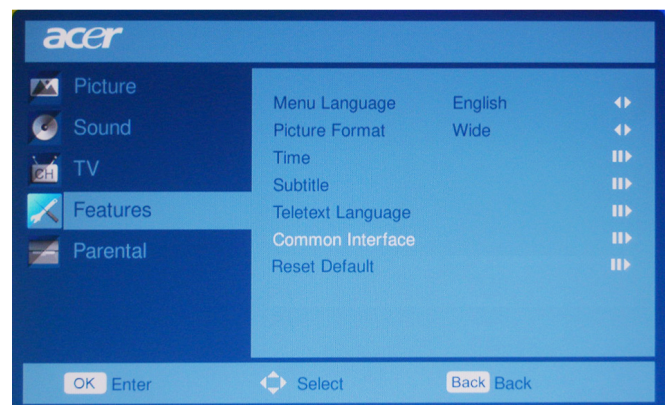 acer
Picture
Sound
TV
Features
Parental
Menu Language English
Picture Format Wide
Time
Subtitle
Teletext Language
Common Interface
Reset Default
CH
OK Enter
Select
Back Back